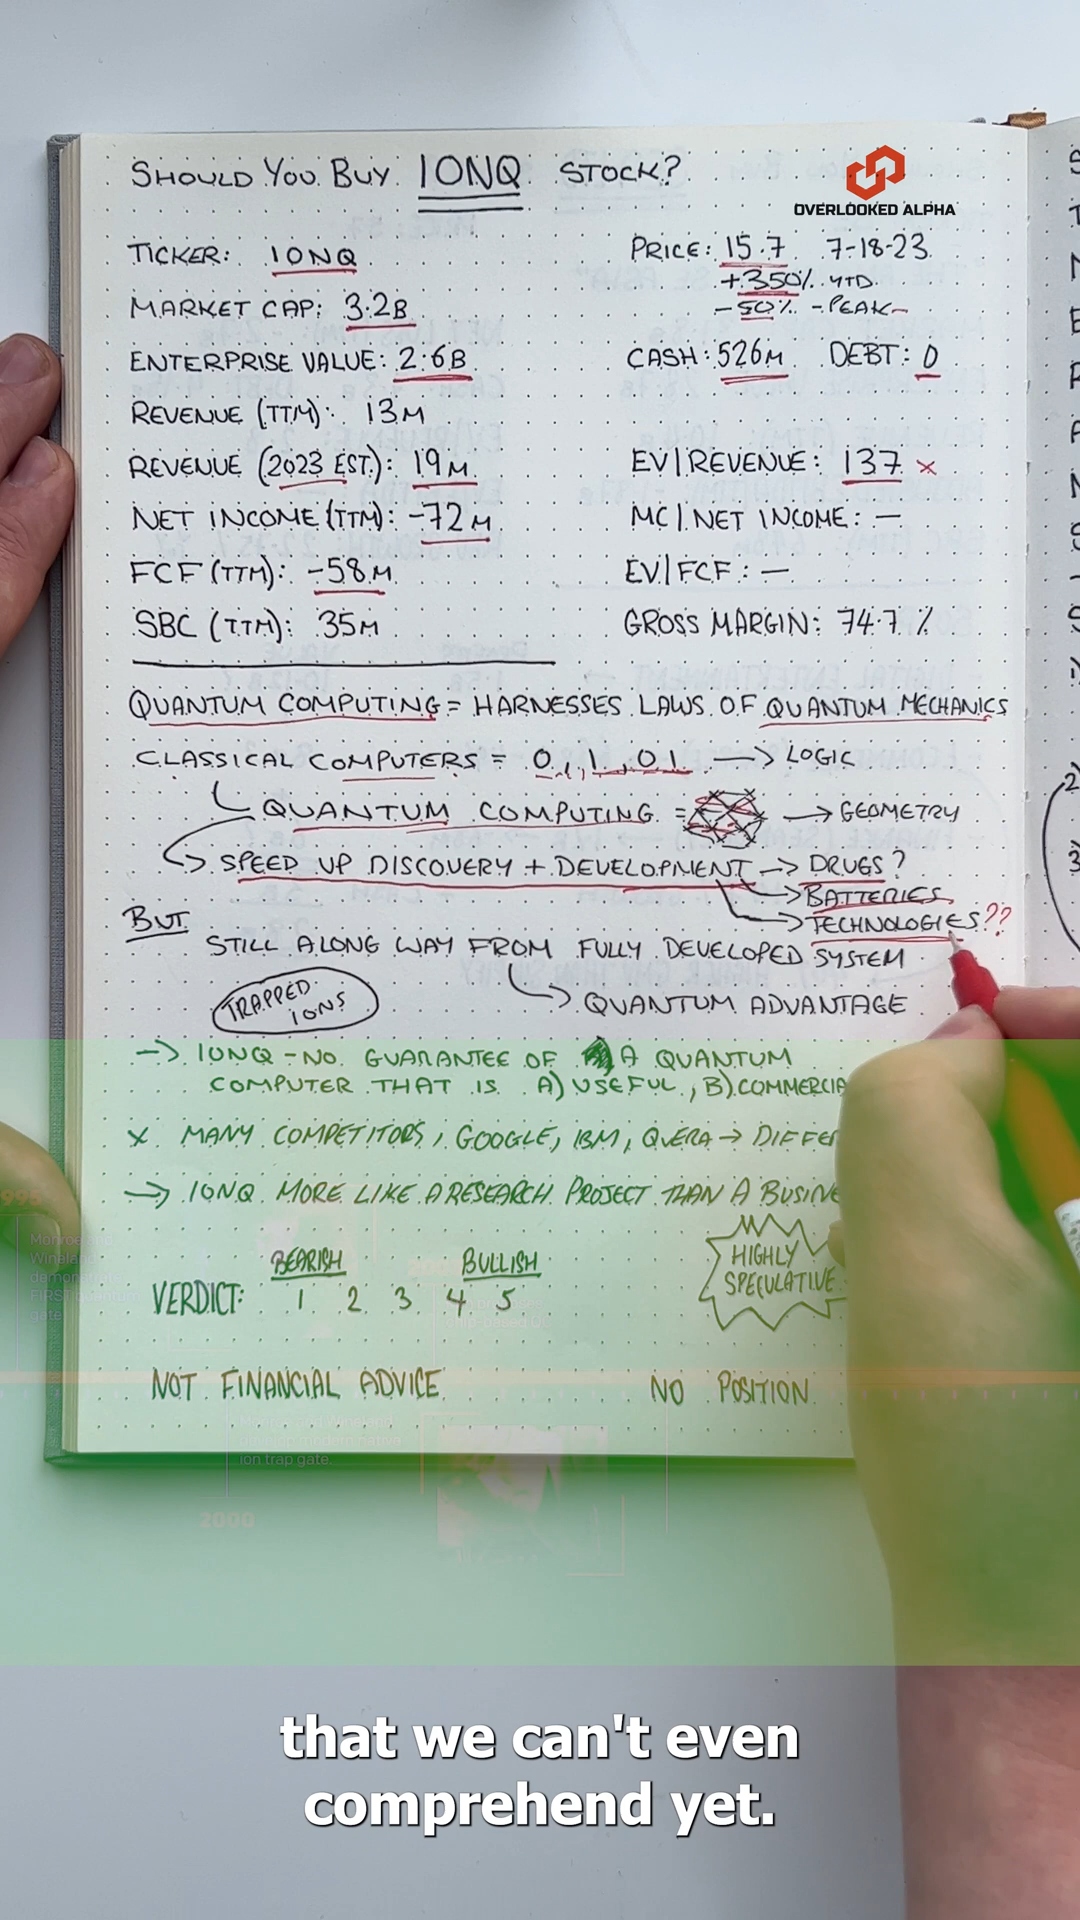 SHOULD YOU BUY IONQ STOCK?
OVERLOOKED ALPHA
TICKER: IONQ
PRICE: 15.7 7-18-23
+350% YTD
-50% -PEAK-
MARKET CAP: 3.2B
ENTERPRISE VALUE: 2.6B
CASH: 526M DEBT: 0
REVENUE (TTM): 13M
REVENUE (2023 EST.): 19M
EV/REVENUE: 137 x
NET INCOME (TTM): -72M
MC/NET INCOME: -
FCF (TTM): -58M
EV/FCF: -
SBC (TTM): 35M
GROSS MARGIN: 74.7 %
QUANTUM COMPUTING = HARNESSES LAWS OF QUANTUM MECHANICS
CLASSICAL COMPUTERS = 0, 1, 01 → LOGIC
QUANTUM COMPUTING = → GEOMETRY
→ SPEED UP DISCOVERY + DEVELOPMENT → DRUGS?
→ BATTERIES
→ TECHNOLOGIES??
BUT
STILL A LONG WAY FROM FULLY DEVELOPED SYSTEM
→ QUANTUM ADVANTAGE
TRAPPED
IONS
→ IONQ - NO GUARANTEE OF A QUANTUM
COMPUTER THAT IS A) USEFUL, B) COMMERCIA
x MANY COMPETITORS, GOOGLE, IBM, QUERA → DIFFE
→ IONQ MORE LIKE A RESEARCH PROJECT THAN A BUSINE
HIGHLY
SPECULATIVE
BEARISH BULLISH
VERDICT: 1 2 3 4 5
NOT FINANCIAL ADVICE
NO POSITION
ion trap gate.
2000
that we can't even
comprehend yet.